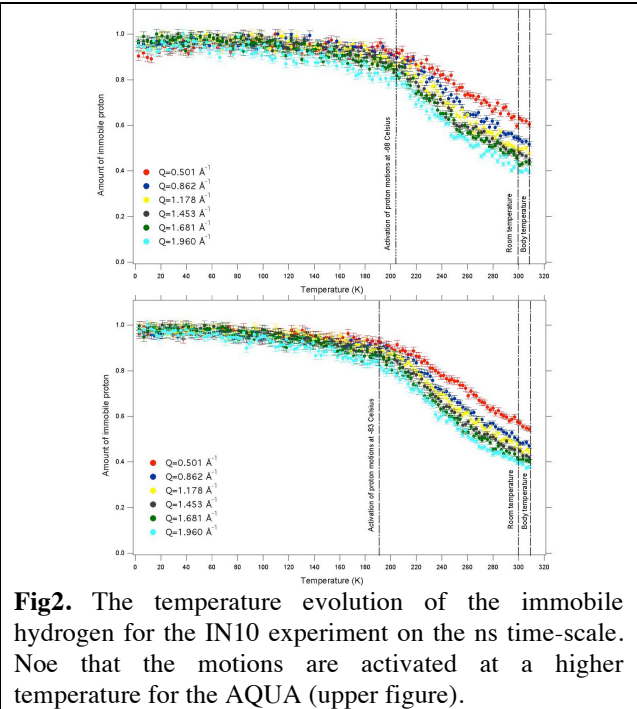 1.0
0.8
0.6
0.4
0.2
0.0
Amount of immobile proton
Q=0.501 Å⁻¹
Q=0.862 Å⁻¹
Q=1.178 Å⁻¹
Q=1.453 Å⁻¹
Q=1.681 Å⁻¹
Q=1.960 Å⁻¹
Activation of proton motions at -68 Celsius
Room temperature
Body temperature
0 20 40 60 80 100 120 140 160 180 200 220 240 260 280 300 320
Temperature (K)
1.0
0.8
0.6
0.4
0.2
0.0
Amount of immobile proton
Q=0.501 Å⁻¹
Q=0.862 Å⁻¹
Q=1.178 Å⁻¹
Q=1.453 Å⁻¹
Q=1.681 Å⁻¹
Q=1.960 Å⁻¹
Activation of proton motions at -83 Celsius
Room temperature
Body temperature
0 20 40 60 80 100 120 140 160 180 200 220 240 260 280 300 320
Temperature (K)
Fig2. The temperature evolution of the immobile
hydrogen for the IN10 experiment on the ns time-scale.
Noe that the motions are activated at a higher
temperature for the AQUA (upper figure).